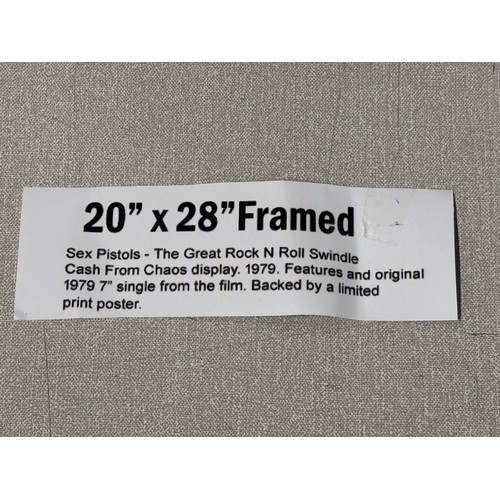 20” x 28”Framed
Sex Pistols - The Great Rock N Roll Swindle
Cash From Chaos display. 1979. Features and original
1979 7” single from the film. Backed by a limited
print poster.